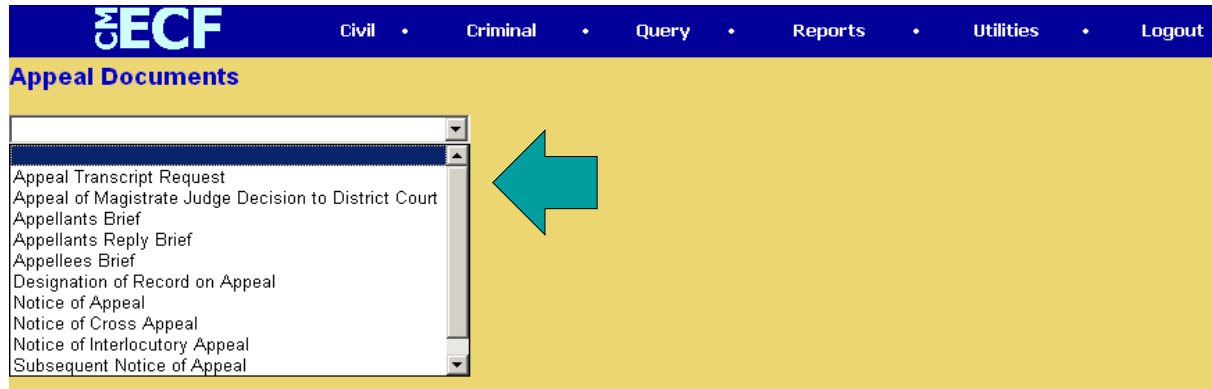 CM ECF Civil • Criminal • Query • Reports • Utilities • Logout
Appeal Documents
Appeal Transcript Request
Appeal of Magistrate Judge Decision to District Court
Appellants Brief
Appellants Reply Brief
Appellees Brief
Designation of Record on Appeal
Notice of Appeal
Notice of Cross Appeal
Notice of Interlocutory Appeal
Subsequent Notice of Appeal